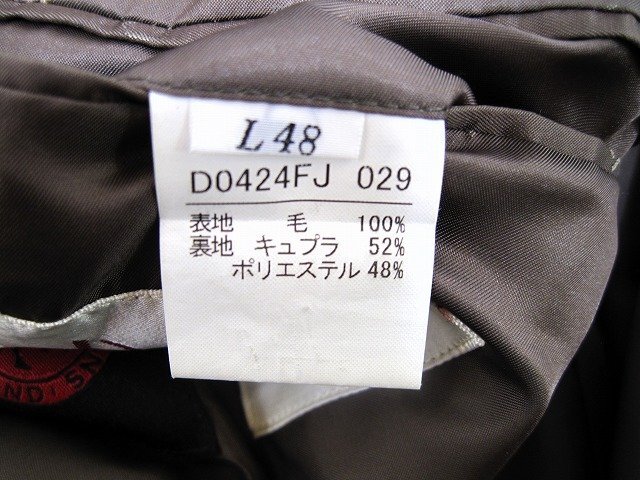 L 48
D0424FJ 029
表地 毛 100%
裏地 キュプラ 52%
ポリエステル 48%